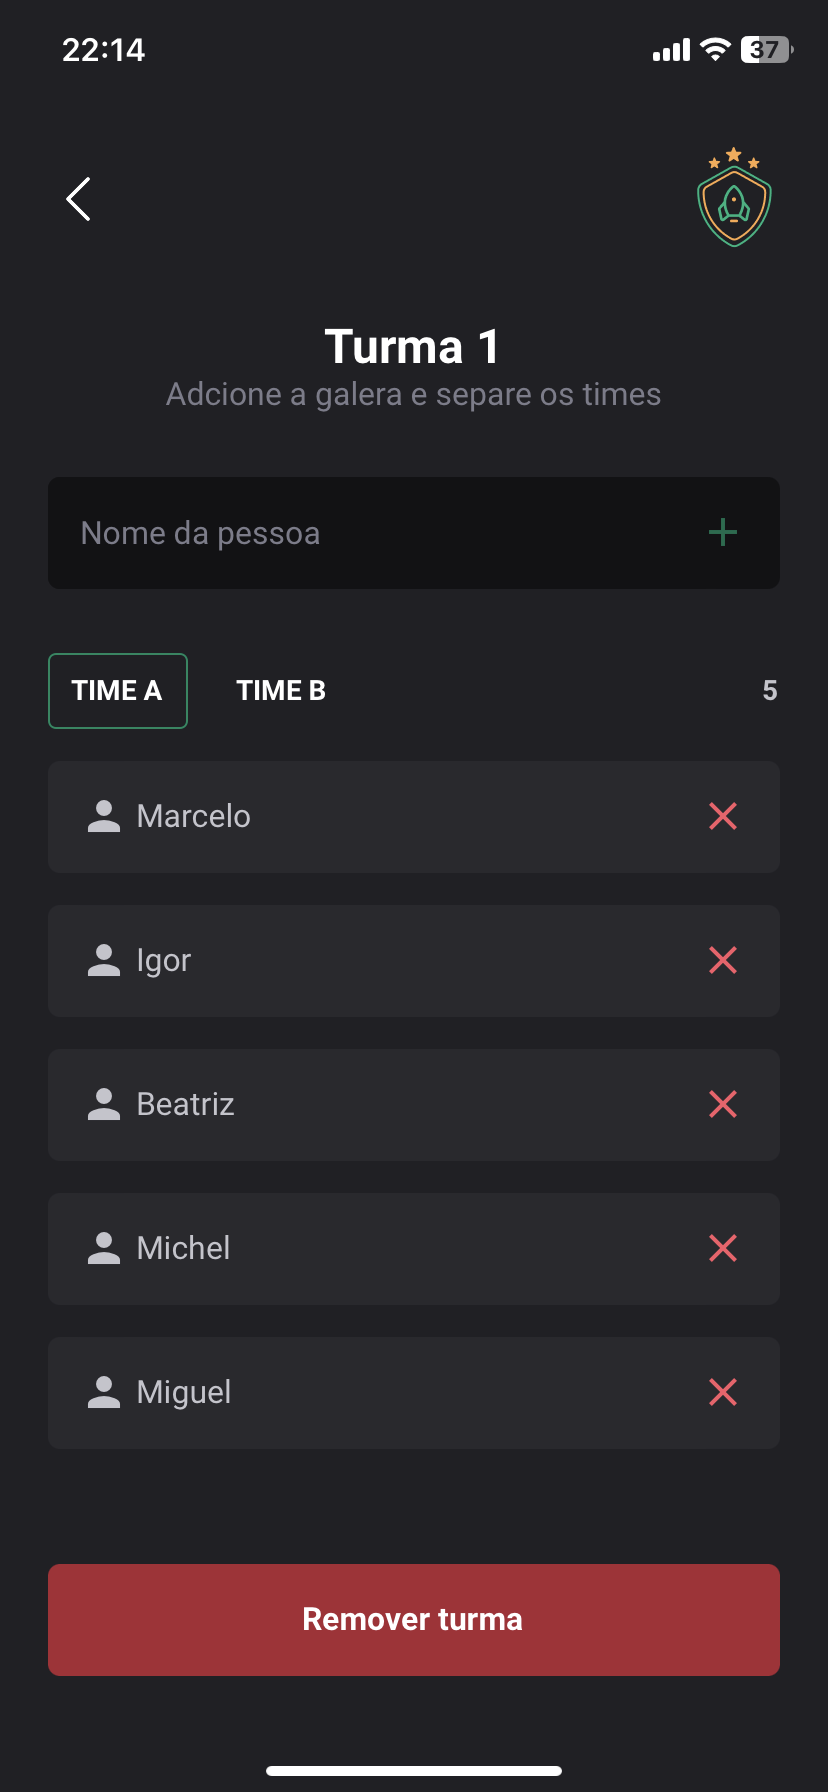 22:14
37
Turma 1
Adcione a galera e separe os times
Nome da pessoa
TIME A TIME B 5
Marcelo
Igor
Beatriz
Michel
Miguel
Remover turma